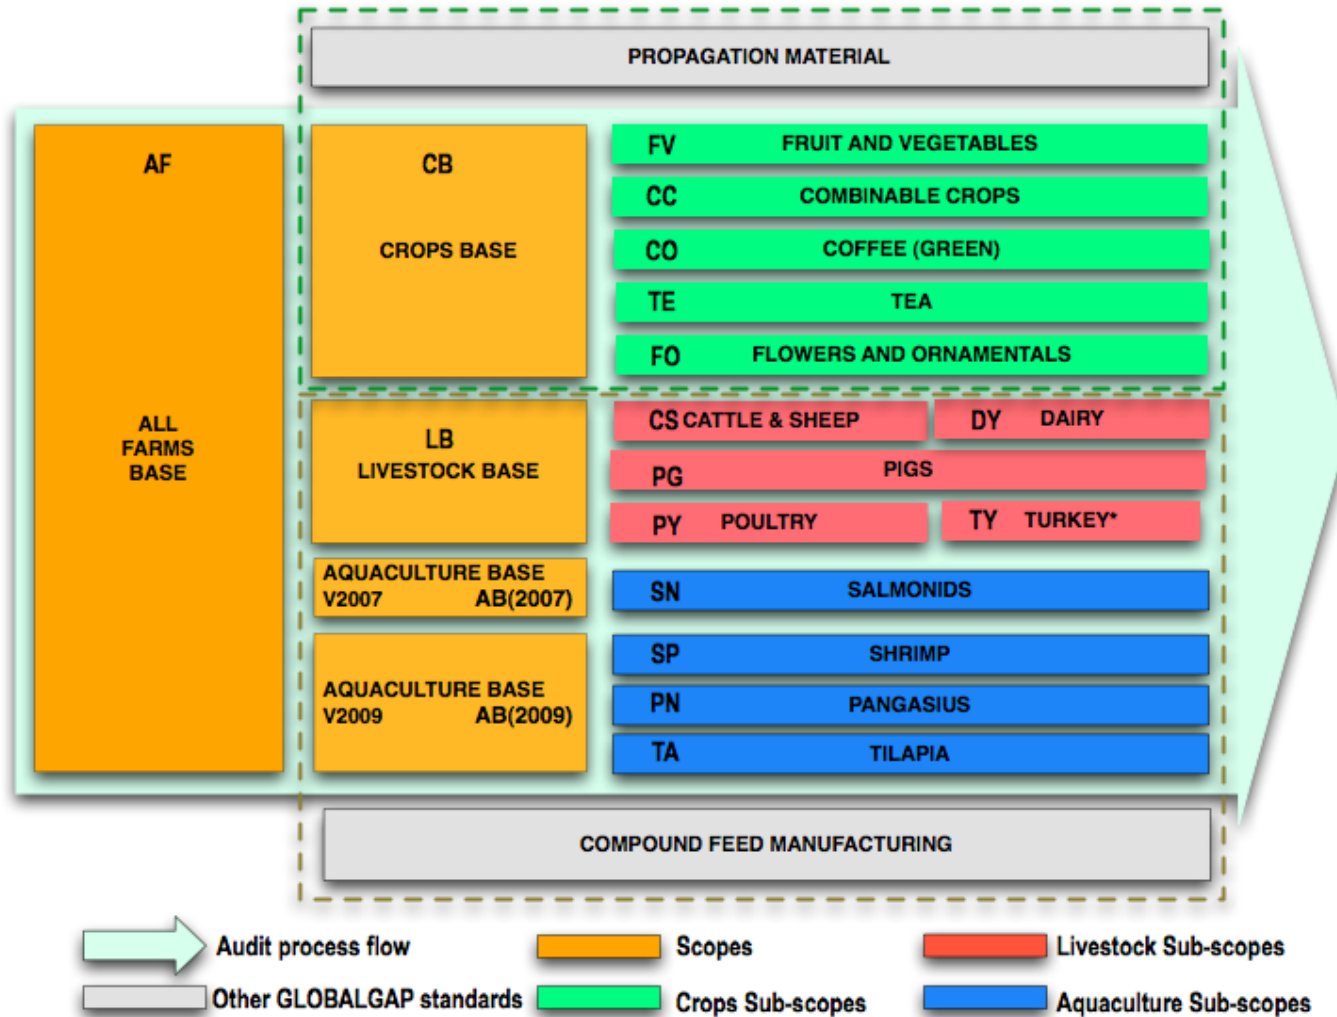 PROPAGATION MATERIAL
AF
ALL
FARMS
BASE
CB
CROPS BASE
FV FRUIT AND VEGETABLES
CC COMBINABLE CROPS
CO COFFEE (GREEN)
TE TEA
FO FLOWERS AND ORNAMENTALS
LB
LIVESTOCK BASE
CS CATTLE & SHEEP
DY DAIRY
PG PIGS
PY POULTRY
TY TURKEY*
AQUACULTURE BASE
V2007 AB(2007)
SN SALMONIDS
AQUACULTURE BASE
V2009 AB(2009)
SP SHRIMP
PN PANGASIUS
TA TILAPIA
COMPOUND FEED MANUFACTURING
Audit process flow
Scopes
Livestock Sub-scopes
Other GLOBALGAP standards
Crops Sub-scopes
Aquaculture Sub-scopes